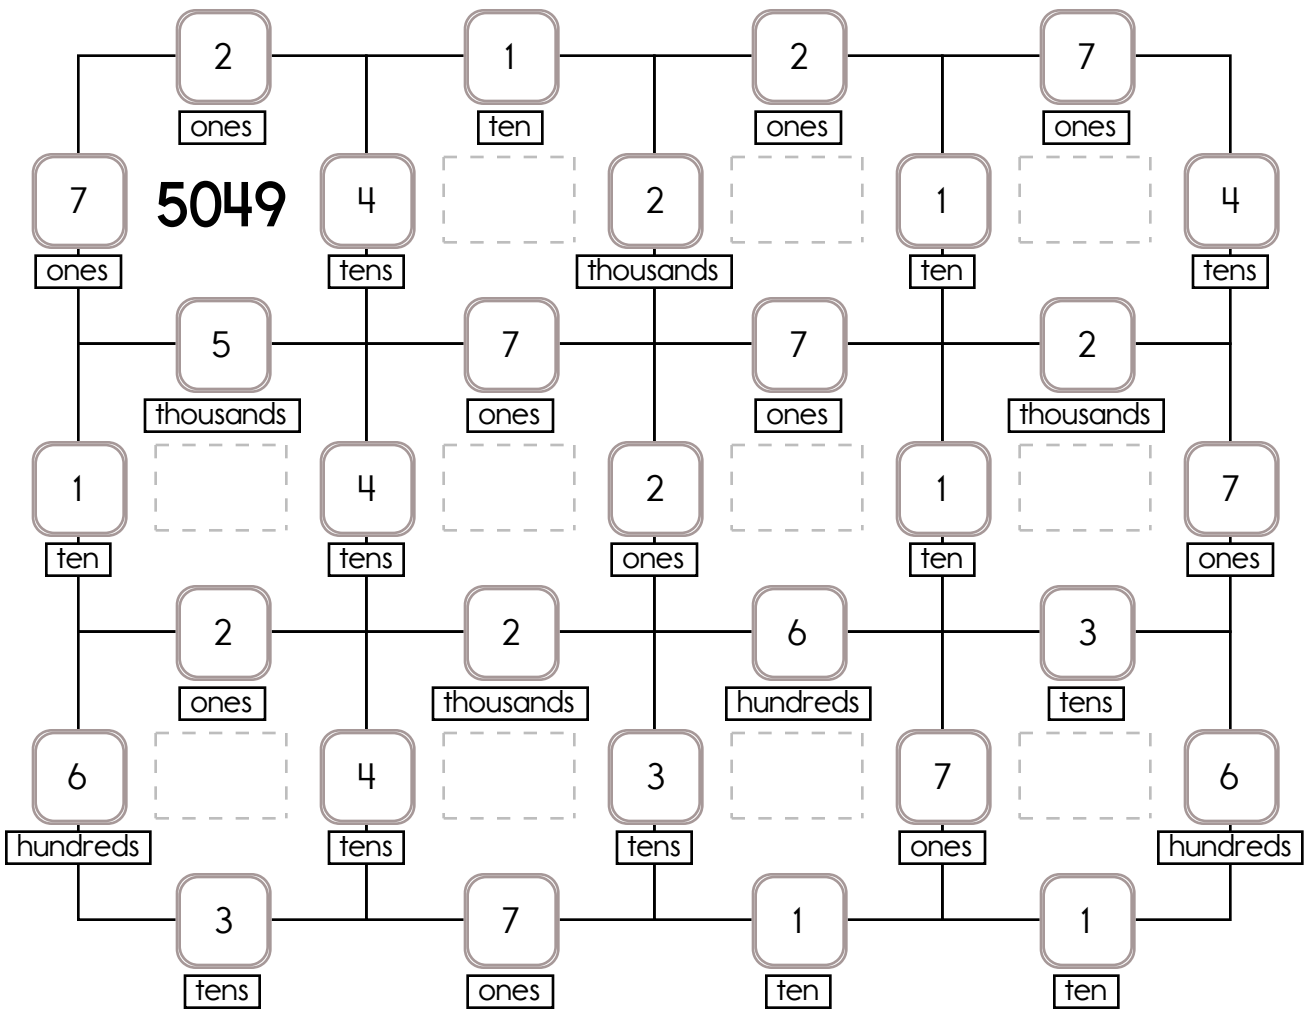 2 1 2 7
ones ten ones ones
7 5049 4 2 1 4
ones tens thousands ten tens
5 7 7 2
thousands ones ones thousands
1 4 2 1 7
ten tens ones ten ones
2 2 6 3
ones thousands hundreds tens
6 4 3 7 6
hundreds tens tens ones hundreds
3 7 1 1
tens ones ten ten